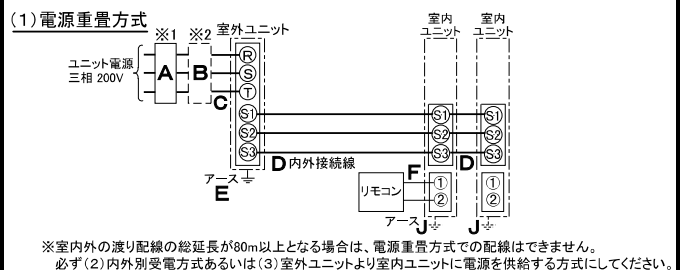 (1)電源重畳方式
※1
※2
室外ユニット
室内
ユニット
室内
ユニット
ユニット電源
三相 200V
A
B
C
R
S
T
S1
S2
S3
S1
S2
S3
S1
S2
S3
D 内外接続線
D
アース
E
F
リモコン
①
②
①
②
アース
J
J
※室内外の渡り配線の総延長が80m以上となる場合は、電源重畳方式での配線はできません。
必ず(2)内外別受電方式あるいは(3)室外ユニットより室内ユニットに電源を供給する方式にしてください。